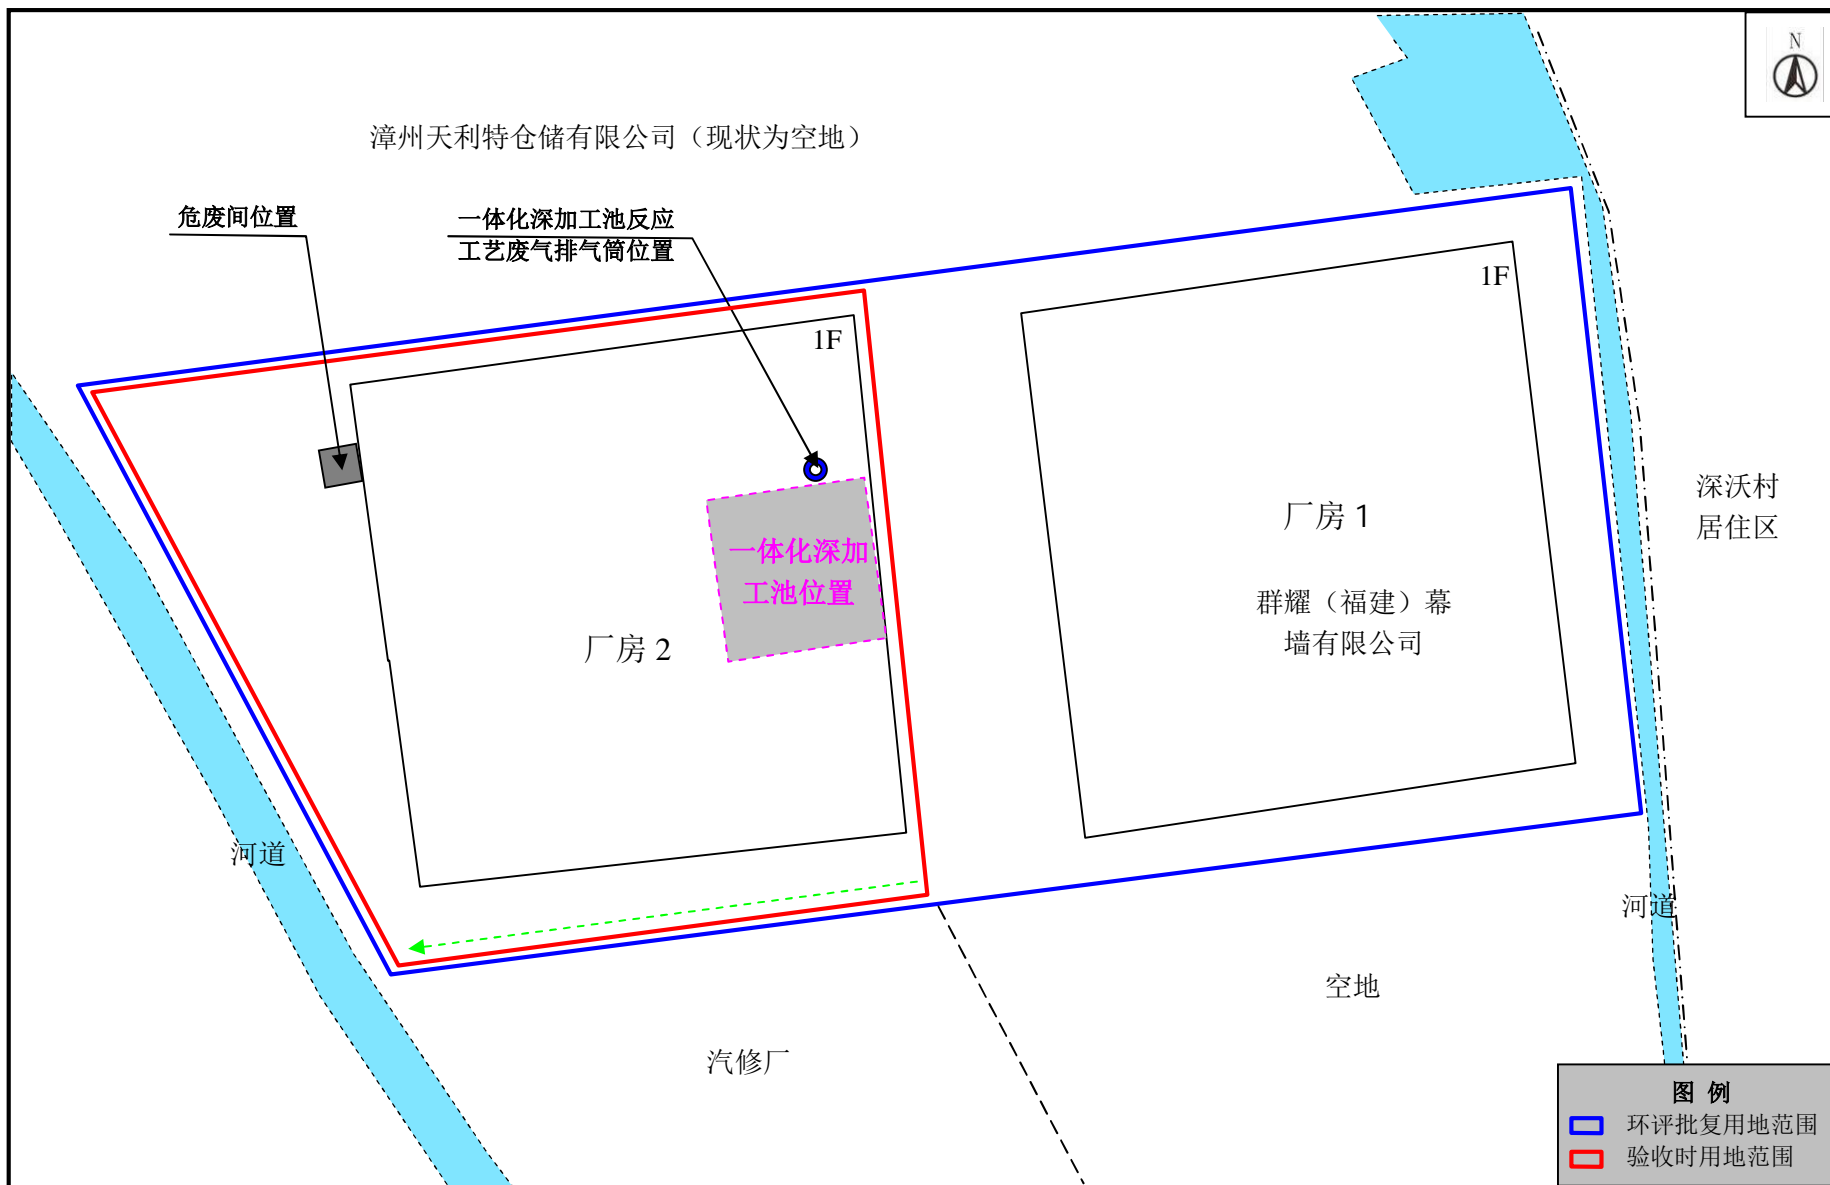 N
漳州天利特仓储有限公司（现状为空地）
危废间位置
一体化深加工池反应
工艺废气排气筒位置
1F
1F
深沃村
居住区
厂房 1
一体化深加
工池位置
群耀（福建）幕
墙有限公司
厂房 2
河道
河道
空地
汽修厂
图 例
环评批复用地范围
验收时用地范围